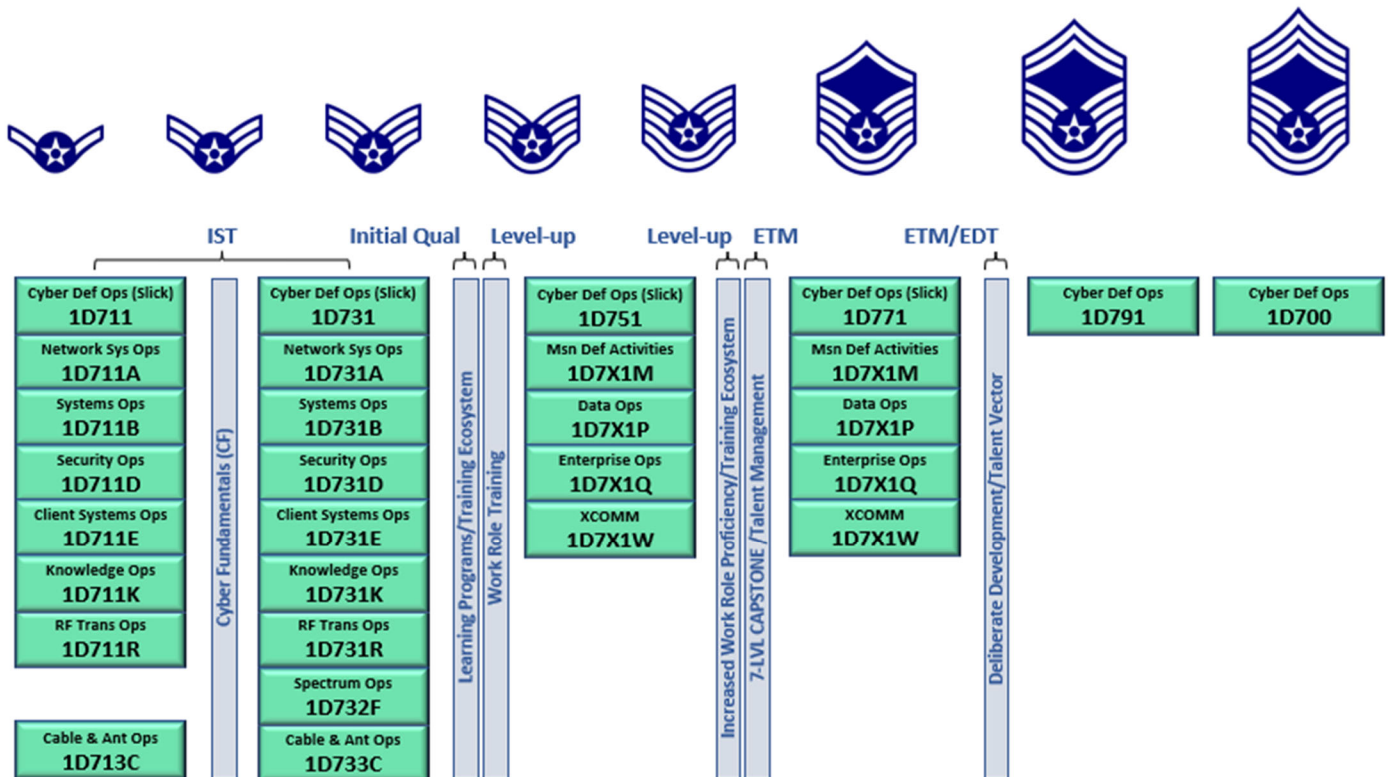 IST
Initial Qual
Level-up
Level-up
ETM
ETM/EDT
Cyber Def Ops (Slick)
1D711
Network Sys Ops
1D711A
Systems Ops
1D711B
Security Ops
1D711D
Client Systems Ops
1D711E
Knowledge Ops
1D711K
RF Trans Ops
1D711R
Cable & Ant Ops
1D713C
Cyber Fundamentals (CF)
Cyber Def Ops (Slick)
1D731
Network Sys Ops
1D731A
Systems Ops
1D731B
Security Ops
1D731D
Client Systems Ops
1D731E
Knowledge Ops
1D731K
RF Trans Ops
1D731R
Spectrum Ops
1D732F
Cable & Ant Ops
1D733C
Learning Programs/Training Ecosystem
Work Role Training
Cyber Def Ops (Slick)
1D751
Msn Def Activities
1D7X1M
Data Ops
1D7X1P
Enterprise Ops
1D7X1Q
XCOMM
1D7X1W
Increased Work Role Proficiency/Training Ecosystem
7-LVL CAPSTONE /Talent Management
Cyber Def Ops (Slick)
1D771
Msn Def Activities
1D7X1M
Data Ops
1D7X1P
Enterprise Ops
1D7X1Q
XCOMM
1D7X1W
Deliberate Development/Talent Vector
Cyber Def Ops
1D791
Cyber Def Ops
1D700